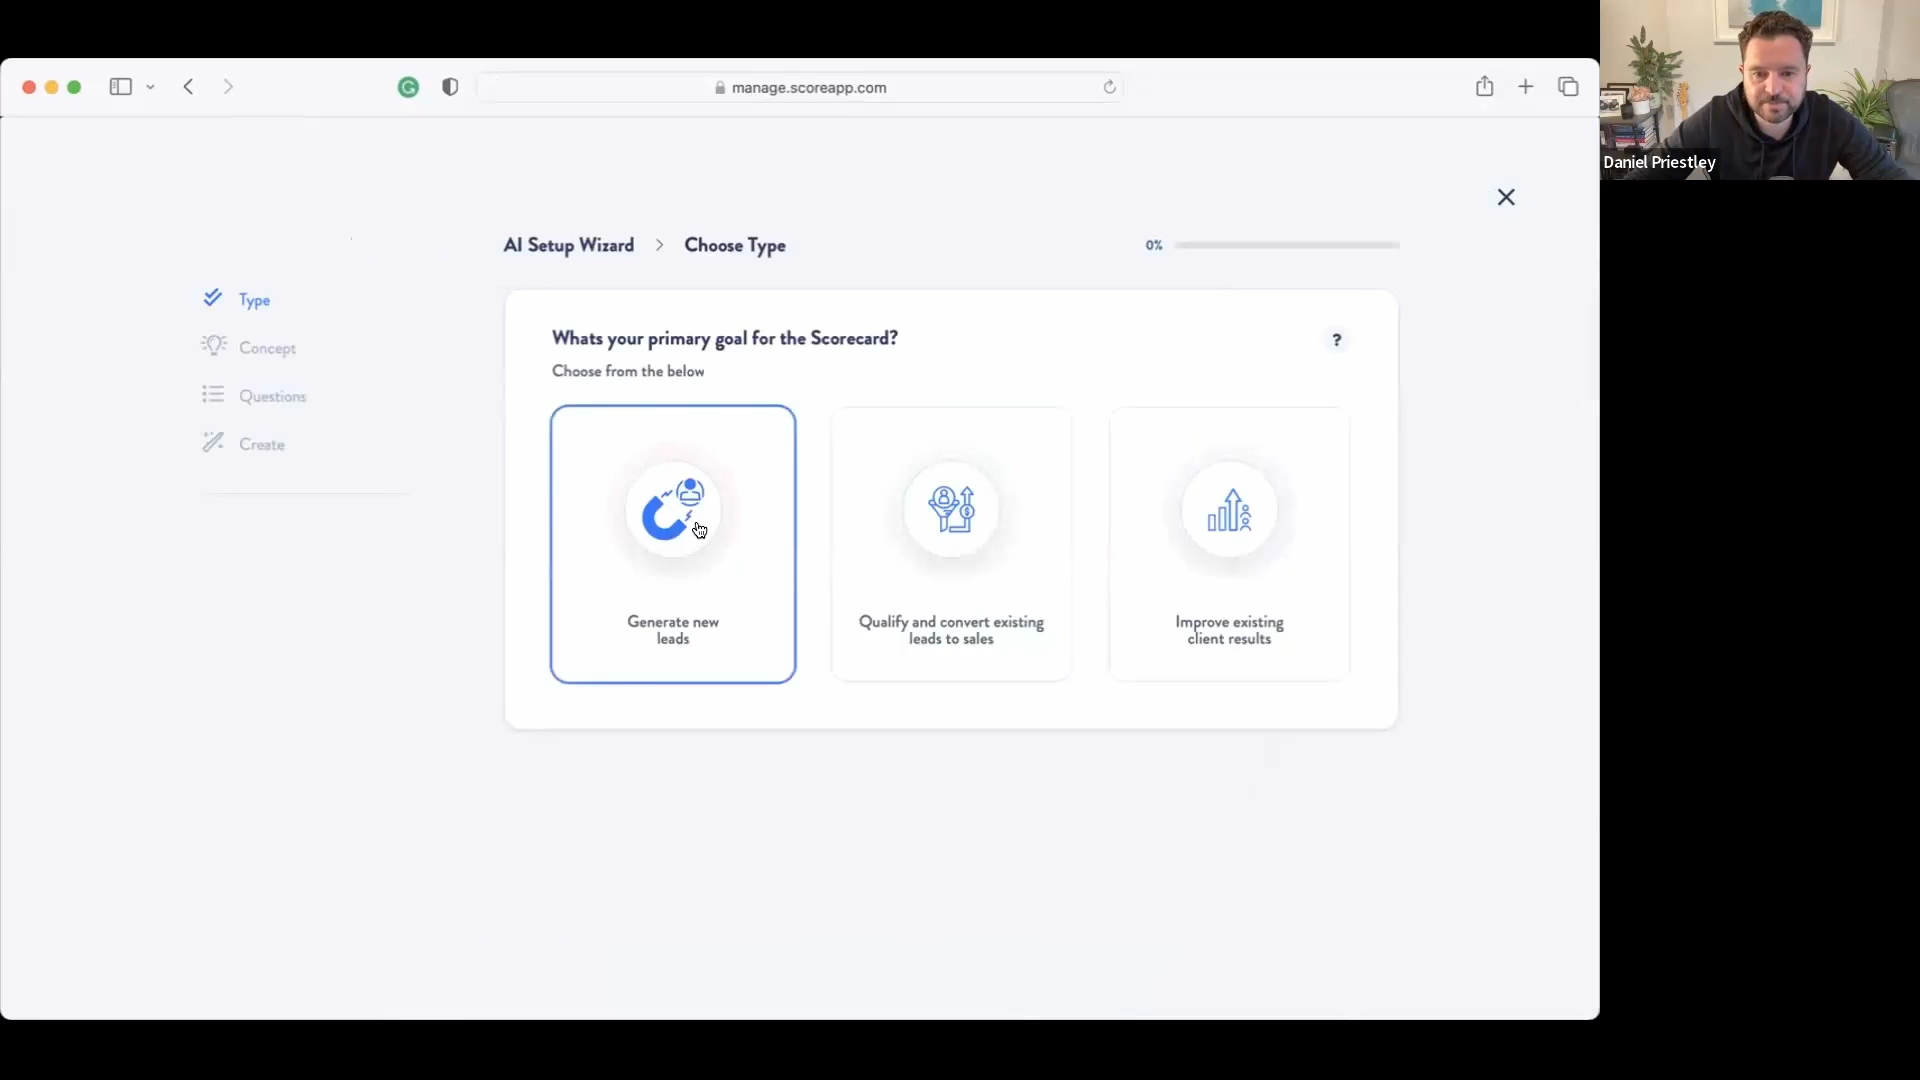 manage.scoreapp.com
Daniel Priestley
AI Setup Wizard > Choose Type
0%
Type
Concept
Questions
Create
Whats your primary goal for the Scorecard?
?
Choose from the below
Generate new
leads
Qualify and convert existing
leads to sales
Improve existing
client results